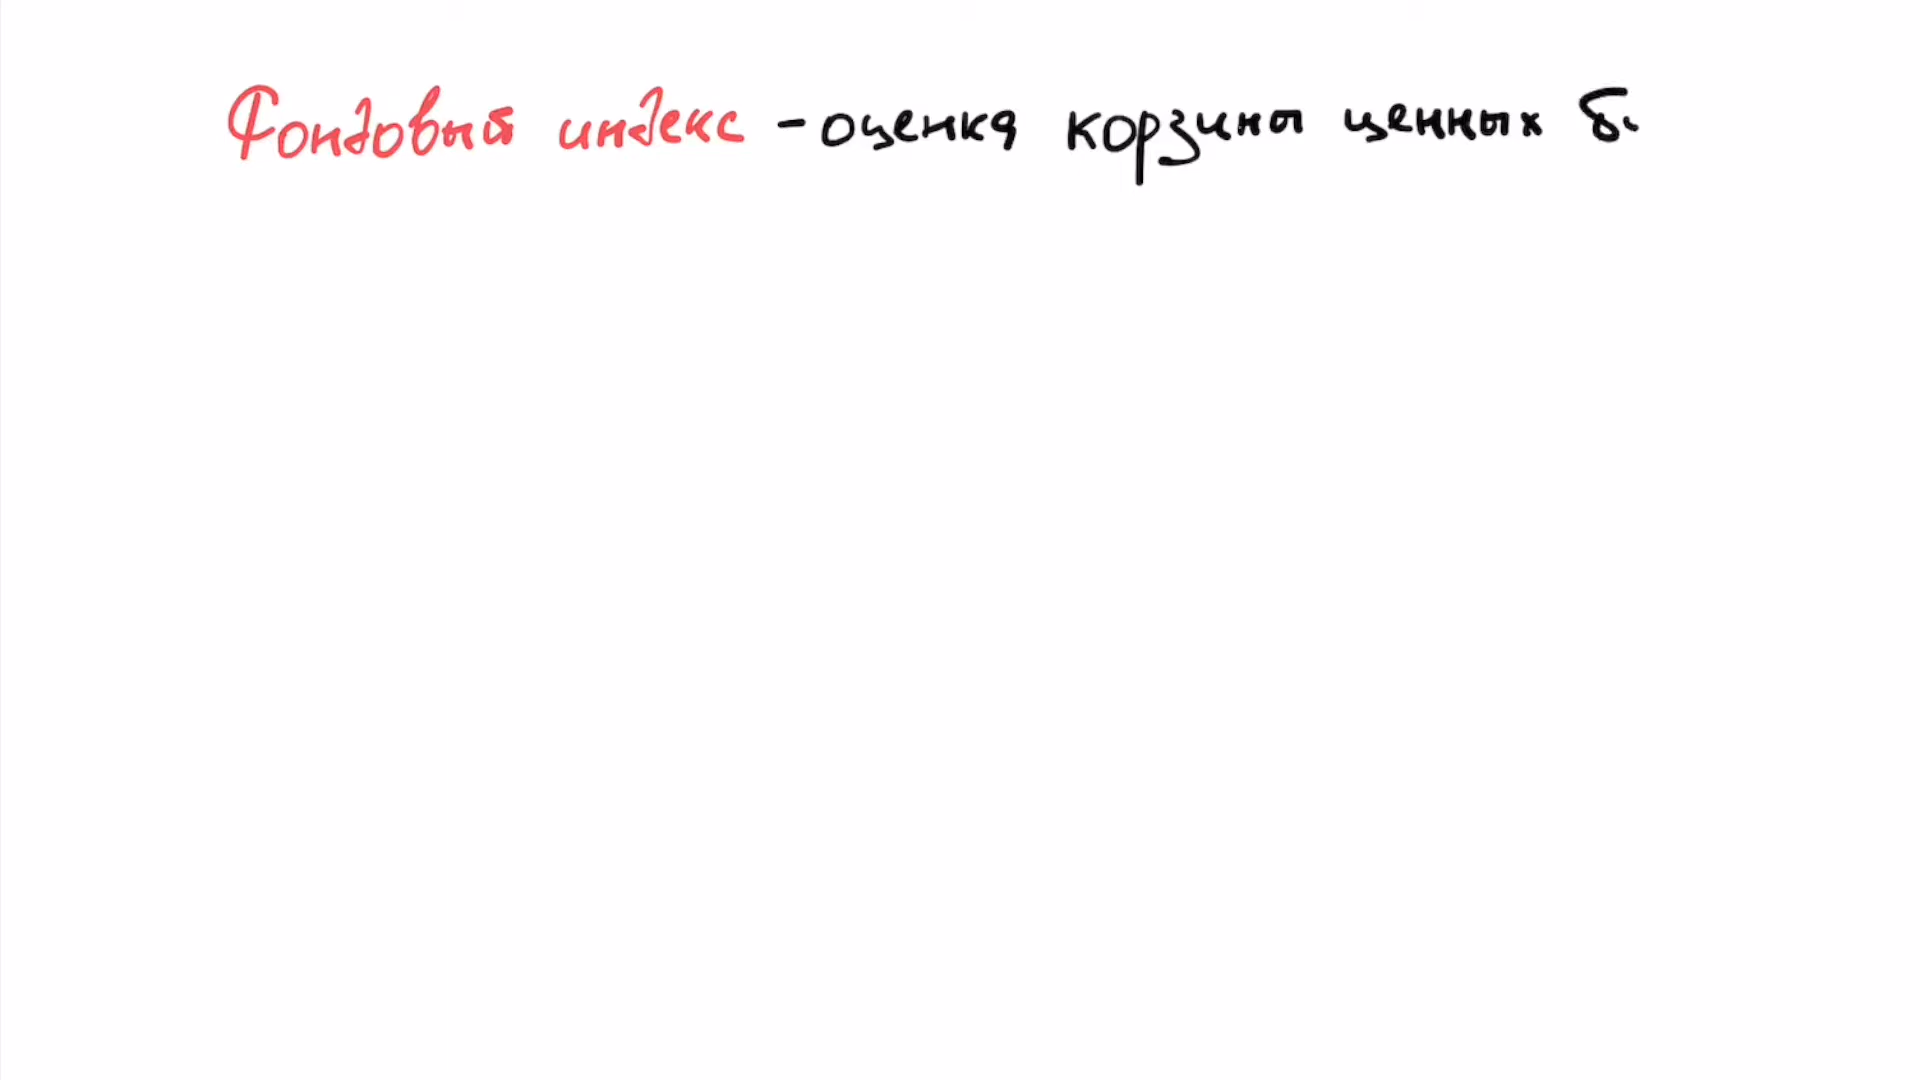 Фондовый индекс - оценка корзины ценных б